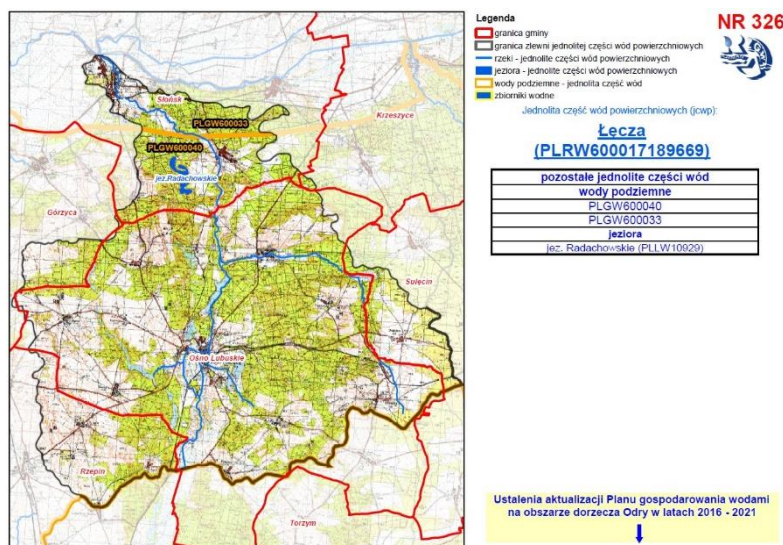 Legenda
granica gminy
granica zlewni jednolitej części wód powierzchniowych
rzeki - jednolite części wód powierzchniowych
jeziora - jednolite części wód powierzchniowych
wody podziemne - jednolita część wód
zbiorniki wodne
NR 326
Jednolita część wód powierzchniowych (jcwp):
Łęcza
(PLRW600017189669)
pozostałe jednolite części wód
wody podziemne
PLGW600040
PLGW600033
jeziora
jez. Radachowskie (PLLW10929)
Słońsk
Krzeszyce
PLGW600033
PLGW600040
jez.Radachowskie
Górzyca
Sulęcin
Ośno Lubuskie
Rzepin
Torzym
Ustalenia aktualizacji Planu gospodarowania wodami
na obszarze dorzecza Odry w latach 2016 - 2021